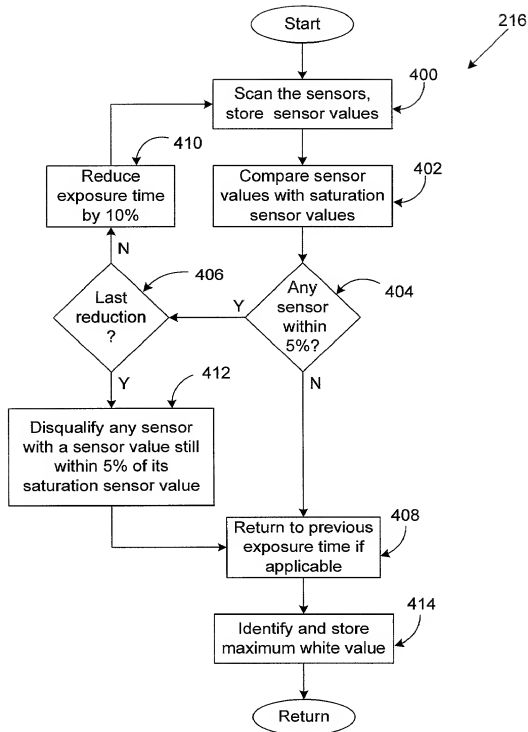 Start
216
Scan the sensors,
store sensor values
400
410
Reduce
exposure time
by 10%
Compare sensor
values with saturation
sensor values
402
N
406
Last
reduction
?
Y
Any
sensor
within
5%?
404
Y
412
N
Disqualify any sensor
with a sensor value still
within 5% of its
saturation sensor value
Return to previous
exposure time if
applicable
408
Identify and store
maximum white value
414
Return